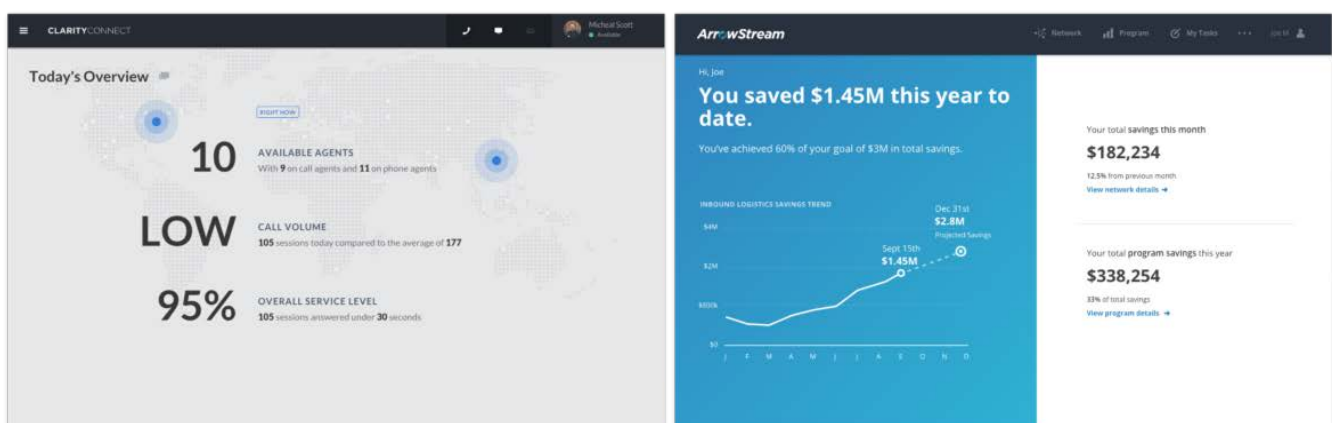 CLARITYCONNECT
Micheal Scott
Available
Today's Overview
RIGHT NOW
10
AVAILABLE AGENTS
With 9 on call agents and 11 on phone agents
LOW
CALL VOLUME
105 sessions today compared to the average of 177
95%
OVERALL SERVICE LEVEL
105 sessions answered under 30 seconds
ArrowStream
Network
Program
My Tasks
Hi, Joe
You saved $1.45M this year to
date.
You've achieved 60% of your goal of $3M in total savings.
INBOUND LOGISTICS SAVINGS TREND
Dec 31st
$2.8M
Projected Savings
$4M
Sept 15th
$1.45M
$2M
$0
J F M A M J J A S O N D
Your total savings this month
$182,234
12.5% from previous month
View network details
Your total program savings this year
$338,254
33% of total savings
View program details